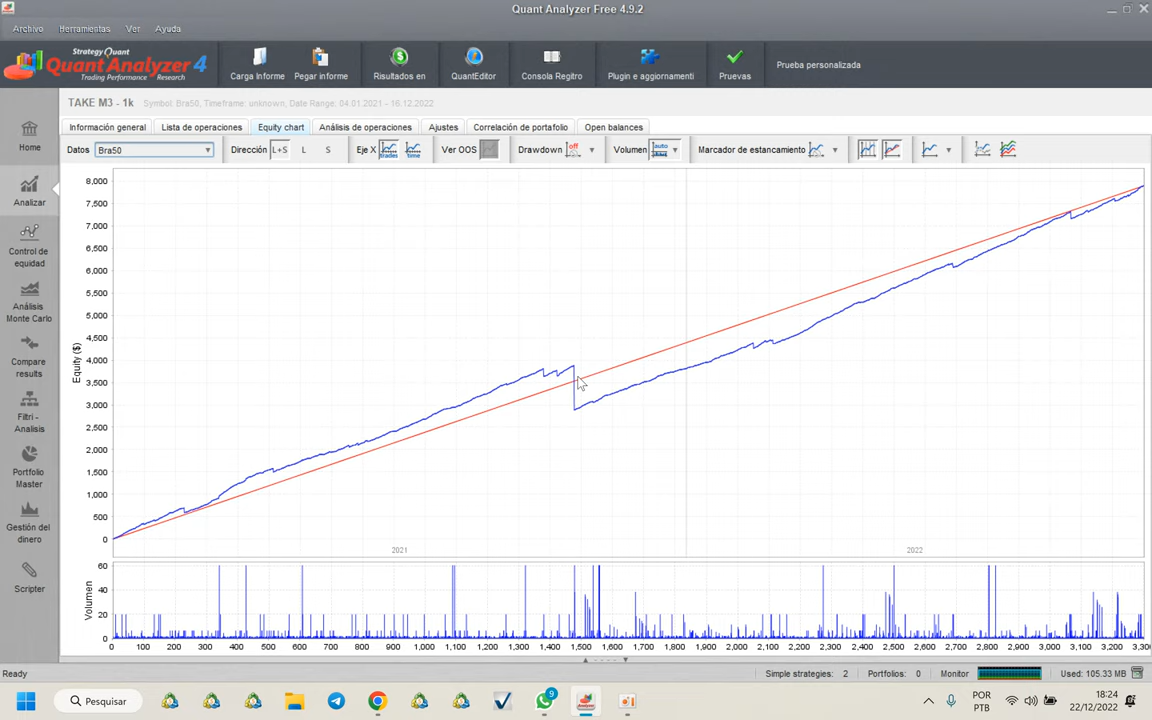 Quant Analyzer Free 4.9.2
Archivo Herramientas Ver Ayuda
Strategy Quant
QuantAnalyzer 4
Trading Performance Research
Carga Informe
Pegar informe
Risultados en
QuantEditor
Consola Regitro
Plugin e aggiornamenti
Pruevas
Prueba personalizada
TAKE M3 - 1k Symbol: Bra50, Timeframe: unknown, Date Range: 04.01.2021 - 16.12.2022
Información general Lista de operaciones Equity chart Análisis de operaciones Ajustes Correlación de portafolio Open balances
Datos Bra50 Dirección L+S L S Eje X trades time Ver OOS Drawdown off Volumen auto Marcador de estancamiento
Home
Analizar
Control de
equidad
Análisis
Monte Carlo
Compare
results
Filtri -
Analisis
Portfolio
Master
Gestión del
dinero
Scripter
Equity ($)
8,000
7,500
7,000
6,500
6,000
5,500
5,000
4,500
4,000
3,500
3,000
2,500
2,000
1,500
1,000
500
0
2021 2022
Volumen
60
40
20
0
0 100 200 300 400 500 600 700 800 900 1,000 1,100 1,200 1,300 1,400 1,500 1,600 1,700 1,800 1,900 2,000 2,100 2,200 2,300 2,400 2,500 2,600 2,700 2,800 2,900 3,000 3,100 3,200 3,30
Ready Simple strategies: 2 Portfolios: 0 Monitor Used: 105.33 MB
Pesquisar
9
POR
PTB
18:24
22/12/2022